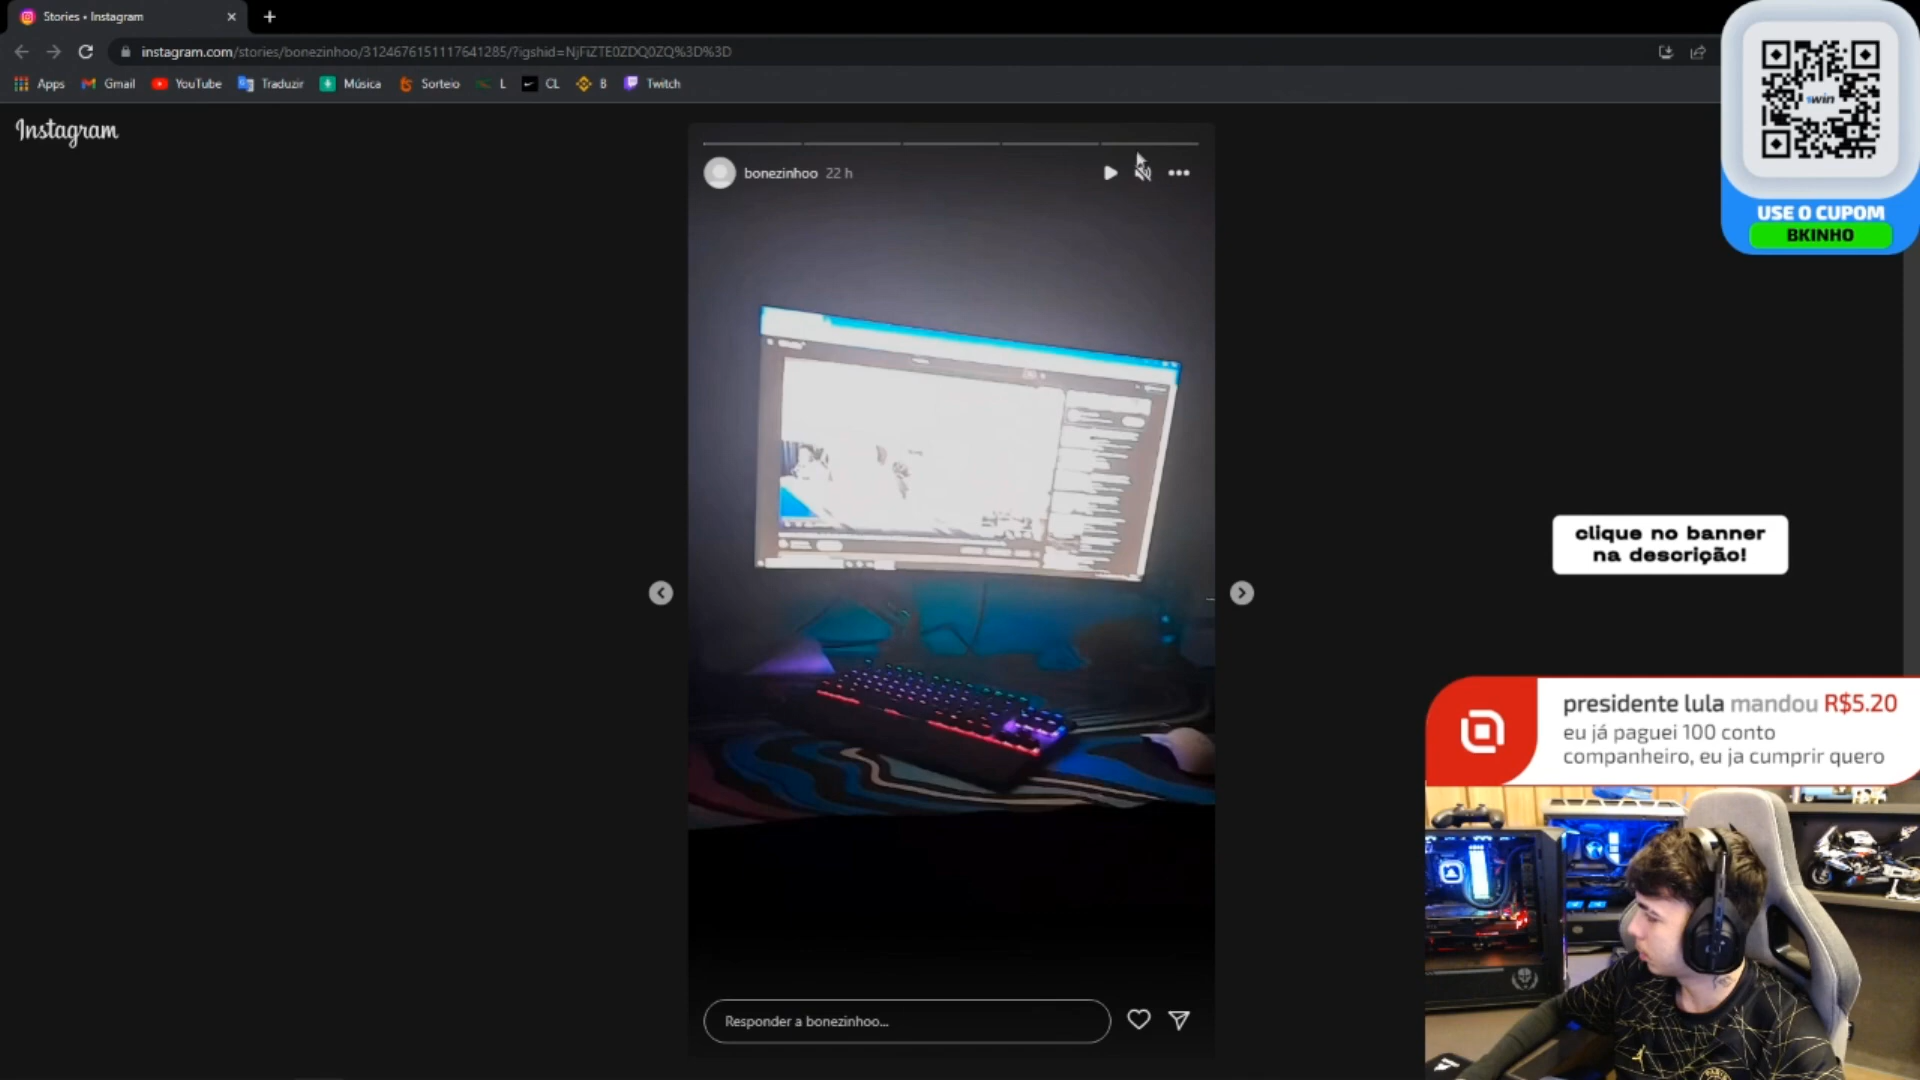 Stories • Instagram
instagram.com/stories/bonezinhoo/3124676151117641285/?igshid=NjFiZTE0ZDQ0ZQ%3D%3D
Apps Gmail YouTube Traduzir Música Sorteio L CL B Twitch
Instagram
bonezinhoo 22 h
win
USE O CUPOM
BKINHO
clique no banner
na descrição!
presidente lula mandou R$5.20
eu já paguei 100 conto
companheiro, eu ja cumprir quero
Responder a bonezinhoo...